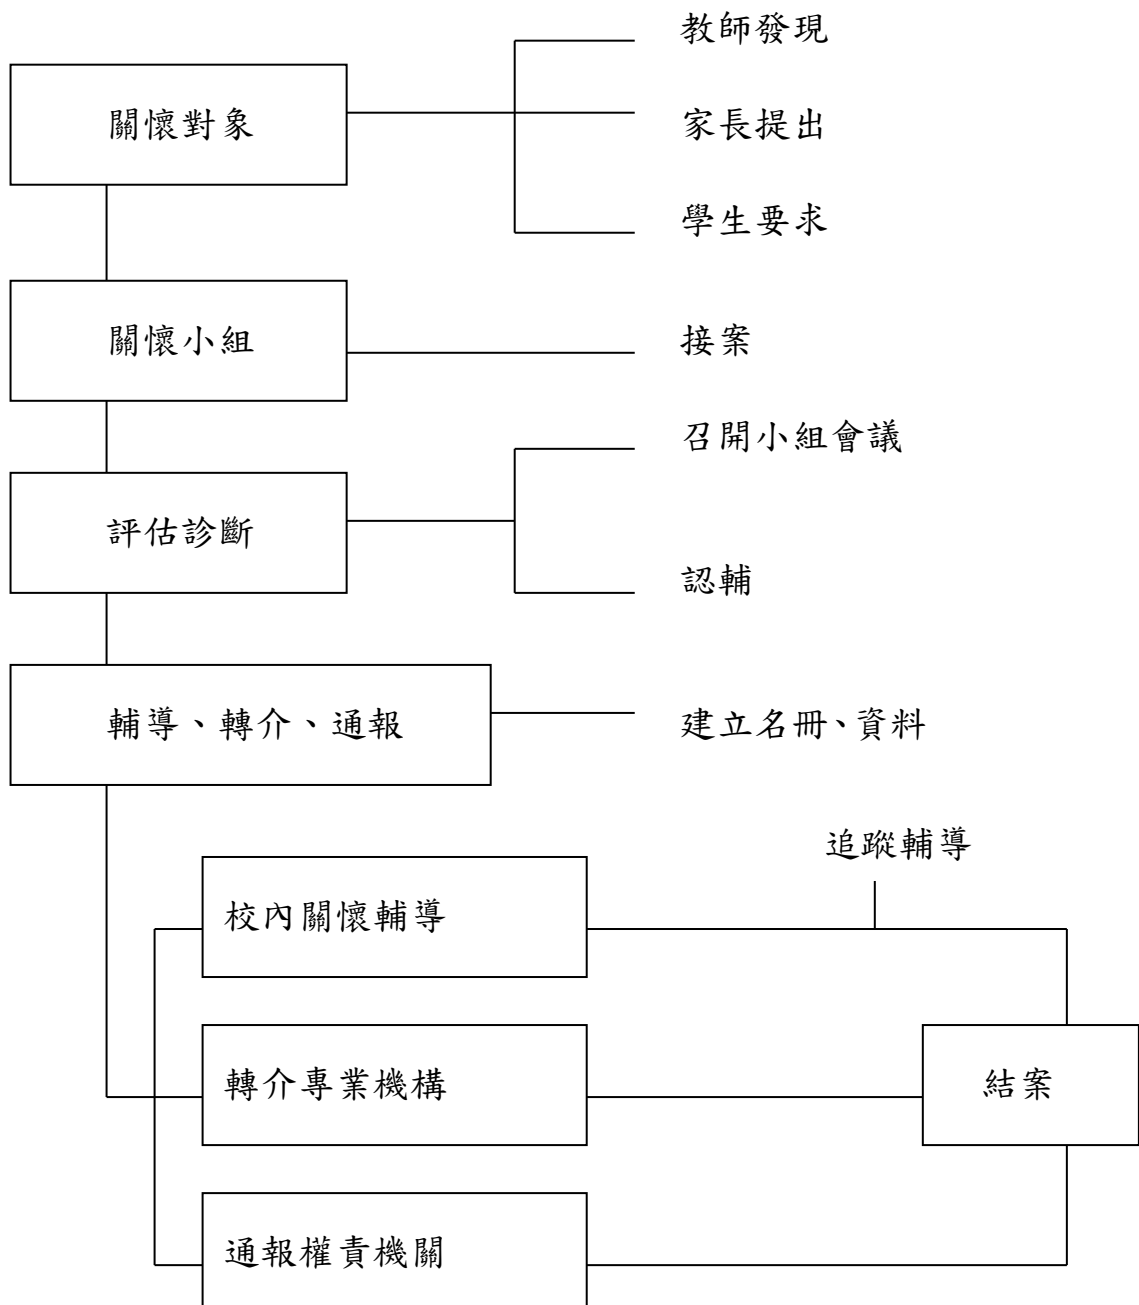 教師發現
關懷對象
家長提出
學生要求
關懷小組
接案
召開小組會議
評估診斷
認輔
輔導、轉介、通報
建立名冊、資料
追蹤輔導
校內關懷輔導
轉介專業機構
結案
通報權責機關